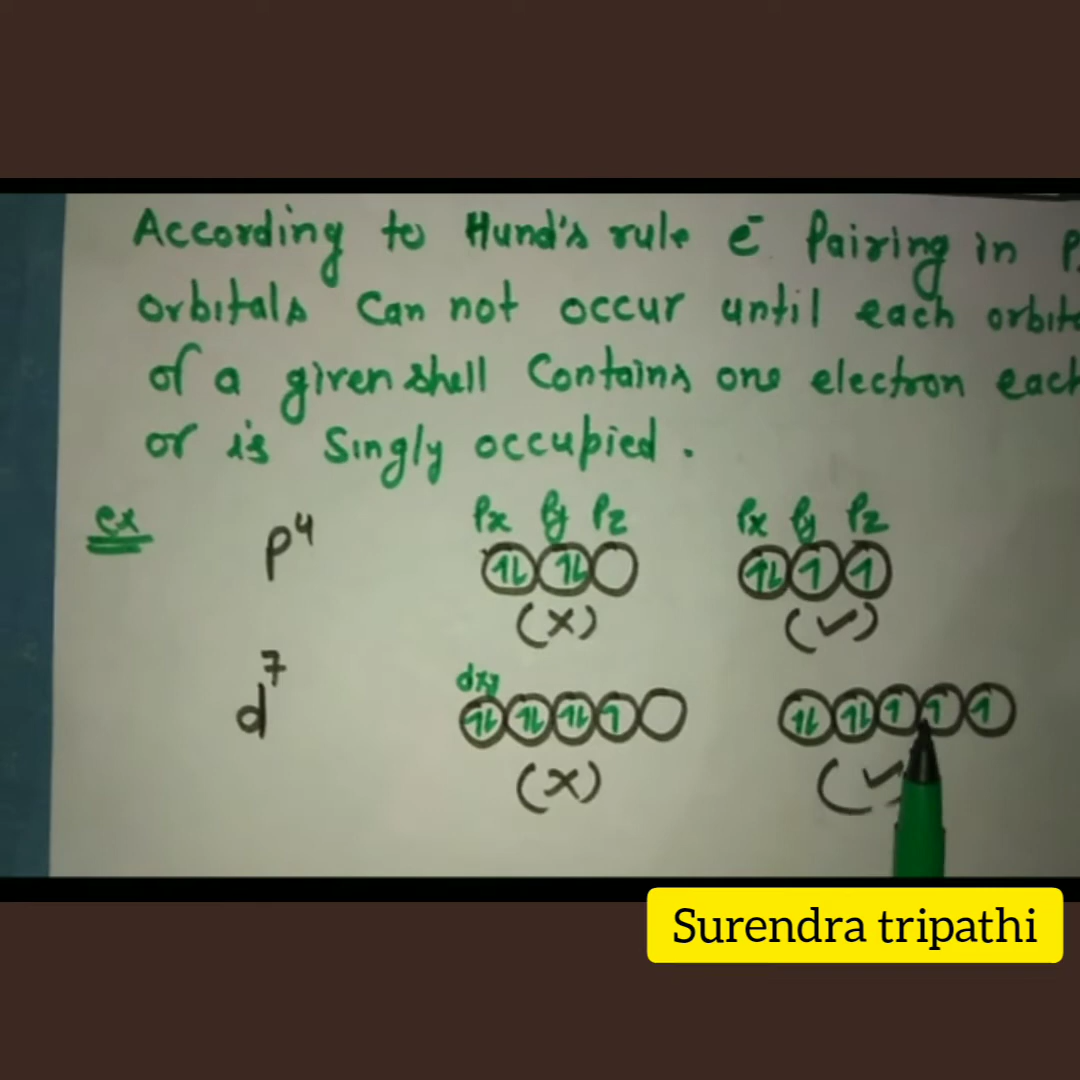 According to Hund's rule e̅ Pairing in
orbitals Can not occur until each
of a given shell Contains one electron each
or is Singly occupied.
ex
p⁴
Px Py Pz
Px Py Pz
(×)
(✓)
d⁷
dxy
(×)
(✓
Surendra tripathi